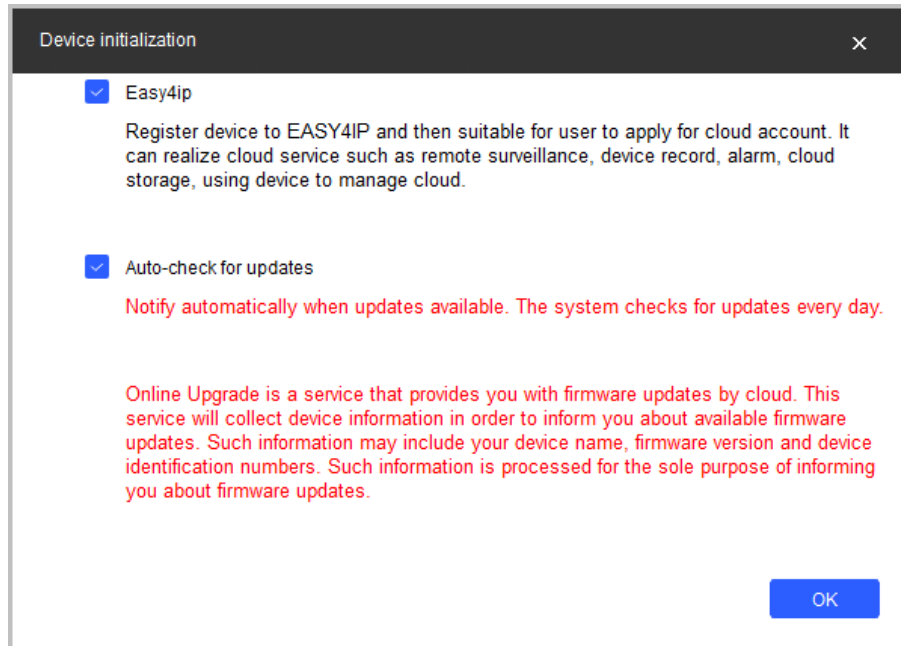 Device initialization
Easy4ip
Register device to EASY4IP and then suitable for user to apply for cloud account. It
can realize cloud service such as remote surveillance, device record, alarm, cloud
storage, using device to manage cloud.
Auto-check for updates
Notify automatically when updates available. The system checks for updates every day.
Online Upgrade is a service that provides you with firmware updates by cloud. This
service will collect device information in order to inform you about available firmware
updates. Such information may include your device name, firmware version and device
identification numbers. Such information is processed for the sole purpose of informing
you about firmware updates.
OK